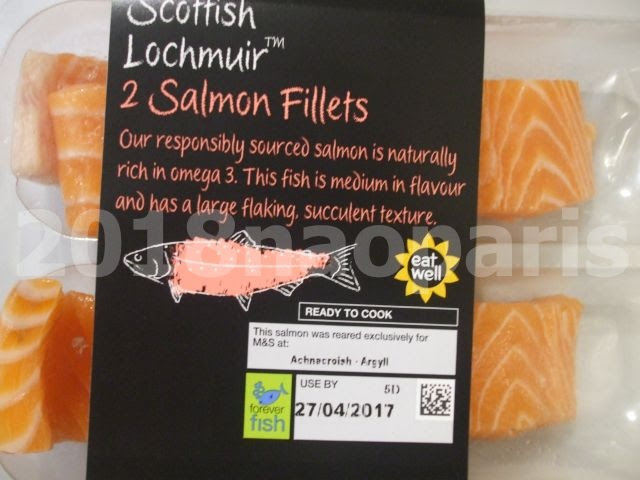 Scottish
Lochmuir™
2 Salmon Fillets
Our responsibly sourced salmon is naturally
rich in omega 3. This fish is medium in flavour
and has a large flaking, succulent texture.
2018naoparis
eat
well
READY TO COOK
This salmon was reared exclusively for
M&S at:
Achnacroish - Argyll
forever
fish
USE BY
5D
27/04/2017